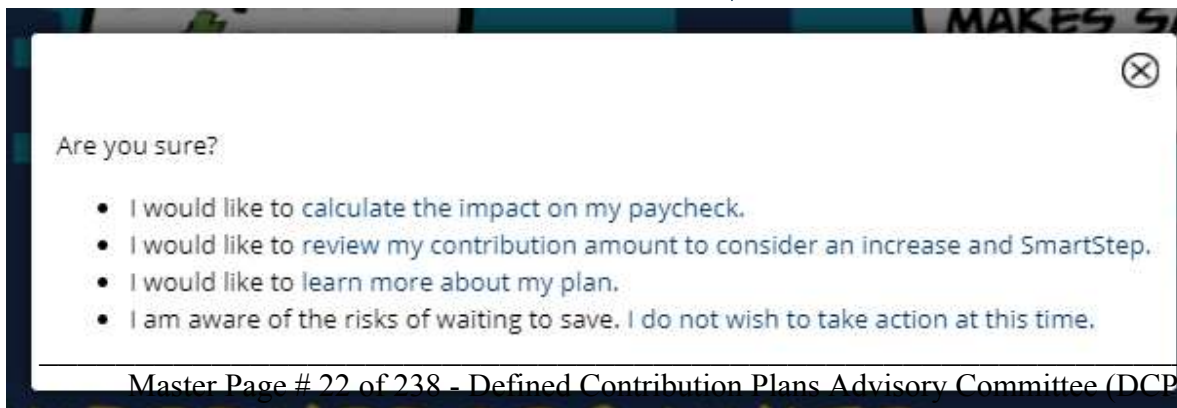 MAKES
Are you sure?
• I would like to calculate the impact on my paycheck.
• I would like to review my contribution amount to consider an increase and SmartStep.
• I would like to learn more about my plan.
• I am aware of the risks of waiting to save. I do not wish to take action at this time.
Master Page # 22 of 238 - Defined Contribution Plans Advisory Committee (DCP